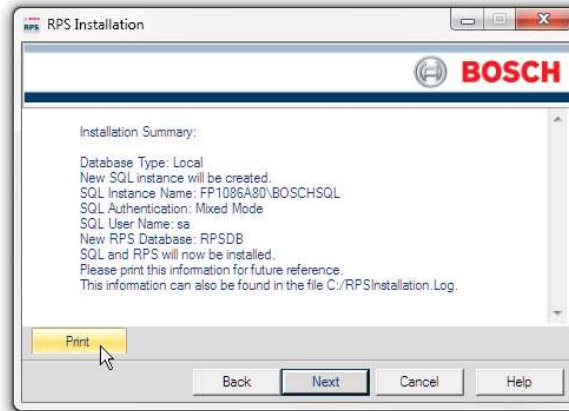 RPS Installation
BOSCH
Installation Summary:
Database Type: Local
New SQL instance will be created.
SQL Instance Name: FP1086A80\BOSCHSQL
SQL Authentication: Mixed Mode
SQL User Name: sa
New RPS Database: RPSDB
SQL and RPS will now be installed.
Please print this information for future reference.
This information can also be found in the file C:/RPSInstallation.Log.
Print
Back
Next
Cancel
Help